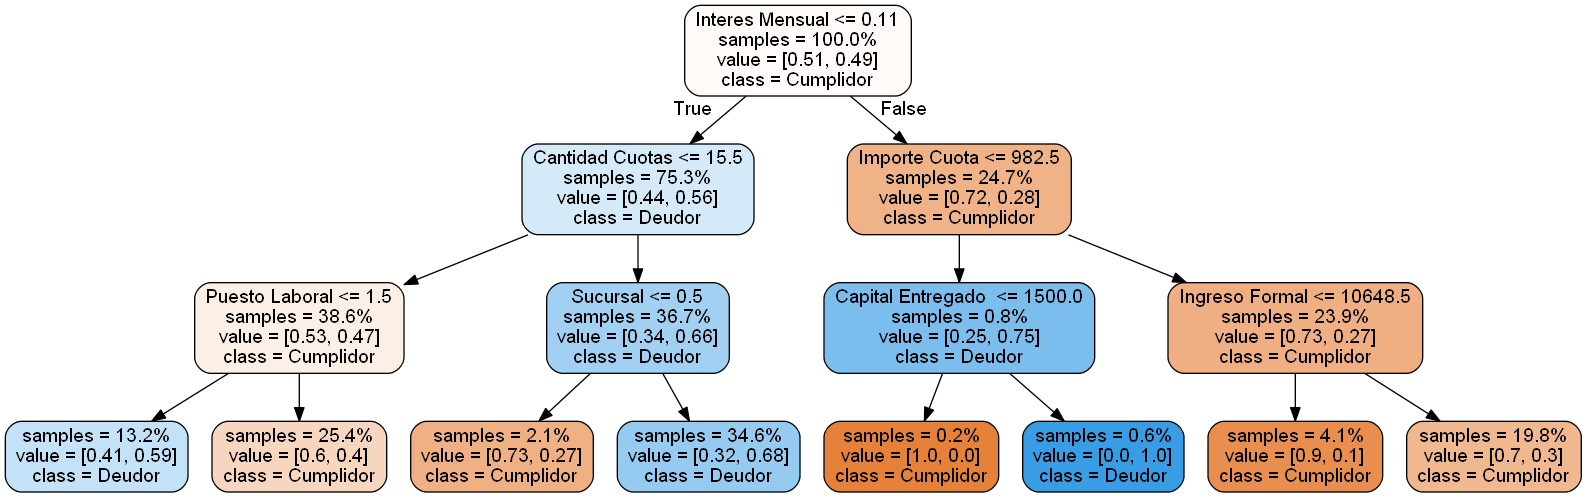 Interes Mensual <= 0.11
samples = 100.0%
value = [0.51, 0.49]
class = Cumplidor
True
False
Cantidad Cuotas <= 15.5
samples = 75.3%
value = [0.44, 0.56]
class = Deudor
Importe Cuota <= 982.5
samples = 24.7%
value = [0.72, 0.28]
class = Cumplidor
Puesto Laboral <= 1.5
samples = 38.6%
value = [0.53, 0.47]
class = Cumplidor
Sucursal <= 0.5
samples = 36.7%
value = [0.34, 0.66]
class = Deudor
Capital Entregado  <= 1500.0
samples = 0.8%
value = [0.25, 0.75]
class = Deudor
Ingreso Formal <= 10648.5
samples = 23.9%
value = [0.73, 0.27]
class = Cumplidor
samples = 13.2%
value = [0.41, 0.59]
class = Deudor
samples = 25.4%
value = [0.6, 0.4]
class = Cumplidor
samples = 2.1%
value = [0.73, 0.27]
class = Cumplidor
samples = 34.6%
value = [0.32, 0.68]
class = Deudor
samples = 0.2%
value = [1.0, 0.0]
class = Cumplidor
samples = 0.6%
value = [0.0, 1.0]
class = Deudor
samples = 4.1%
value = [0.9, 0.1]
class = Cumplidor
samples = 19.8%
value = [0.7, 0.3]
class = Cumplidor